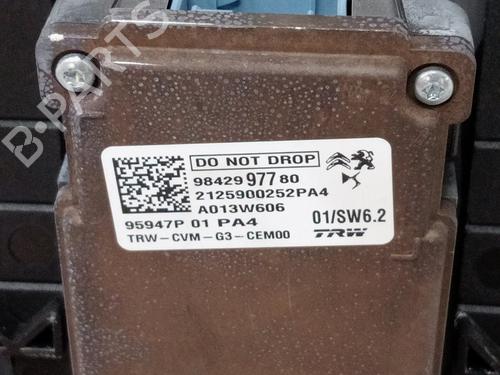 B-PARTS
DO NOT DROP
98429 977 80
2125900252PA4
A013W606
95947P 01 PA4
01/SW6.2
TRW-CVM-G3-CEM00
TRW